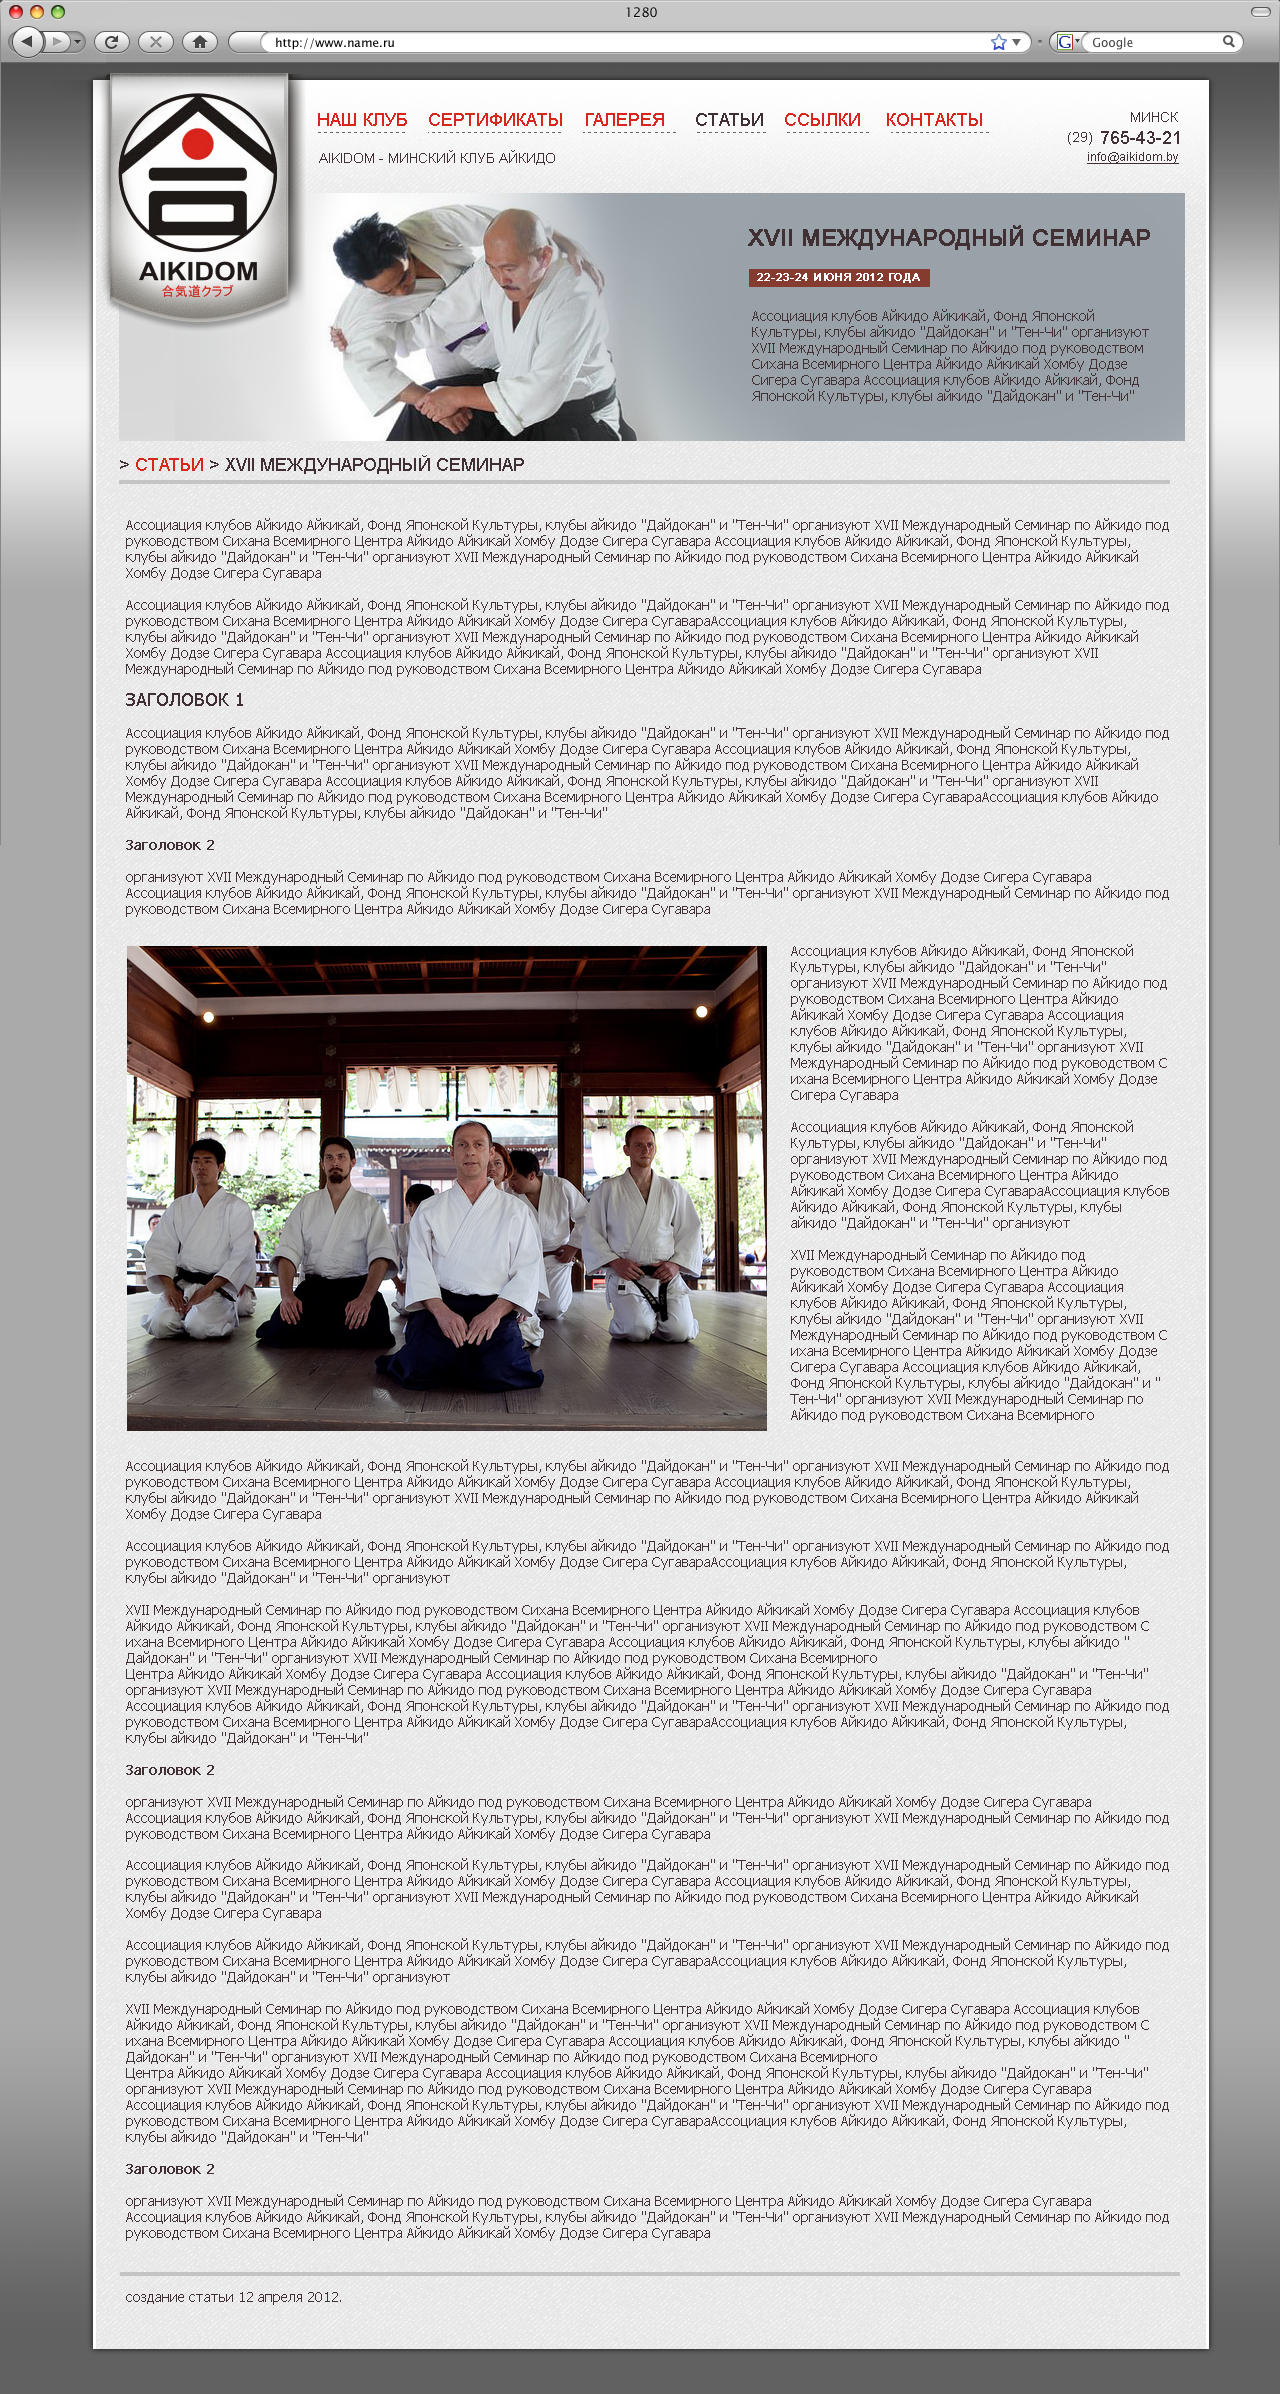 1280
http://www.name.ru
G
Google
AIKIDOM
合気道クラブ
НАШ КЛУБ СЕРТИФИКАТЫ ГАЛЕРЕЯ СТАТЬИ ССЫЛКИ КОНТАКТЫ
AIKIDOM - МИНСКИЙ КЛУБ АЙКИДО
МИНСК
(29) 765-43-21
info@aikidom.by
XVII МЕЖДУНАРОДНЫЙ СЕМИНАР
22-23-24 ИЮНЯ 2012 ГОДА
Ассоциация клубов Айкидо Айкикай, Фонд Японской
Культуры, клубы айкидо "Дайдокан" и "Тен-Чи" организуют
XVII Международный Семинар по Айкидо под руководством
Сихана Всемирного Центра Айкидо Айкикай Хомбу Додзе
Сигера Сугавара Ассоциация клубов Айкидо Айкикай, Фонд
Японской Культуры, клубы айкидо "Дайдокан" и "Тен-Чи"
> СТАТЬИ > XVII МЕЖДУНАРОДНЫЙ СЕМИНАР
Ассоциация клубов Айкидо Айкикай, Фонд Японской Культуры, клубы айкидо "Дайдокан" и "Тен-Чи" организуют XVII Международный Семинар по Айкидо под
руководством Сихана Всемирного Центра Айкидо Айкикай Хомбу Додзе Сигера Сугавара Ассоциация клубов Айкидо Айкикай, Фонд Японской Культуры,
клубы айкидо "Дайдокан" и "Тен-Чи" организуют XVII Международный Семинар по Айкидо под руководством Сихана Всемирного Центра Айкидо Айкикай
Хомбу Додзе Сигера Сугавара
Ассоциация клубов Айкидо Айкикай, Фонд Японской Культуры, клубы айкидо "Дайдокан" и "Тен-Чи" организуют XVII Международный Семинар по Айкидо под
руководством Сихана Всемирного Центра Айкидо Айкикай Хомбу Додзе Сигера СугавараАссоциация клубов Айкидо Айкикай, Фонд Японской Культуры,
клубы айкидо "Дайдокан" и "Тен-Чи" организуют XVII Международный Семинар по Айкидо под руководством Сихана Всемирного Центра Айкидо Айкикай
Хомбу Додзе Сигера Сугавара Ассоциация клубов Айкидо Айкикай, Фонд Японской Культуры, клубы айкидо "Дайдокан" и "Тен-Чи" организуют XVII
Международный Семинар по Айкидо под руководством Сихана Всемирного Центра Айкидо Айкикай Хомбу Додзе Сигера Сугавара
ЗАГОЛОВОК 1
Ассоциация клубов Айкидо Айкикай, Фонд Японской Культуры, клубы айкидо "Дайдокан" и "Тен-Чи" организуют XVII Международный Семинар по Айкидо под
руководством Сихана Всемирного Центра Айкидо Айкикай Хомбу Додзе Сигера Сугавара Ассоциация клубов Айкидо Айкикай, Фонд Японской Культуры,
клубы айкидо "Дайдокан" и "Тен-Чи" организуют XVII Международный Семинар по Айкидо под руководством Сихана Всемирного Центра Айкидо Айкикай
Хомбу Додзе Сигера Сугавара Ассоциация клубов Айкидо Айкикай, Фонд Японской Культуры, клубы айкидо "Дайдокан" и "Тен-Чи" организуют XVII
Международный Семинар по Айкидо под руководством Сихана Всемирного Центра Айкидо Айкикай Хомбу Додзе Сигера СугавараАссоциация клубов Айкидо
Айкикай, Фонд Японской Культуры, клубы айкидо "Дайдокан" и "Тен-Чи"
Заголовок 2
организуют XVII Международный Семинар по Айкидо под руководством Сихана Всемирного Центра Айкидо Айкикай Хомбу Додзе Сигера Сугавара
Ассоциация клубов Айкидо Айкикай, Фонд Японской Культуры, клубы айкидо "Дайдокан" и "Тен-Чи" организуют XVII Международный Семинар по Айкидо под
руководством Сихана Всемирного Центра Айкидо Айкикай Хомбу Додзе Сигера Сугавара
Ассоциация клубов Айкидо Айкикай, Фонд Японской
Культуры, клубы айкидо "Дайдокан" и "Тен-Чи"
организуют XVII Международный Семинар по Айкидо под
руководством Сихана Всемирного Центра Айкидо
Айкикай Хомбу Додзе Сигера Сугавара Ассоциация
клубов Айкидо Айкикай, Фонд Японской Культуры,
клубы айкидо "Дайдокан" и "Тен-Чи" организуют XVII
Международный Семинар по Айкидо под руководством С
ихана Всемирного Центра Айкидо Айкикай Хомбу Додзе
Сигера Сугавара
Ассоциация клубов Айкидо Айкикай, Фонд Японской
Культуры, клубы айкидо "Дайдокан" и "Тен-Чи"
организуют XVII Международный Семинар по Айкидо под
руководством Сихана Всемирного Центра Айкидо
Айкикай Хомбу Додзе Сигера СугавараАссоциация клубов
Айкидо Айкикай, Фонд Японской Культуры, клубы
айкидо "Дайдокан" и "Тен-Чи" организуют
XVII Международный Семинар по Айкидо под
руководством Сихана Всемирного Центра Айкидо
Айкикай Хомбу Додзе Сигера Сугавара Ассоциация
клубов Айкидо Айкикай, Фонд Японской Культуры,
клубы айкидо "Дайдокан" и "Тен-Чи" организуют XVII
Международный Семинар по Айкидо под руководством С
ихана Всемирного Центра Айкидо Айкикай Хомбу Додзе
Сигера Сугавара Ассоциация клубов Айкидо Айкикай,
Фонд Японской Культуры, клубы айкидо "Дайдокан" и "
Тен-Чи" организуют XVII Международный Семинар по
Айкидо под руководством Сихана Всемирного
Ассоциация клубов Айкидо Айкикай, Фонд Японской Культуры, клубы айкидо "Дайдокан" и "Тен-Чи" организуют XVII Международный Семинар по Айкидо под
руководством Сихана Всемирного Центра Айкидо Айкикай Хомбу Додзе Сигера Сугавара Ассоциация клубов Айкидо Айкикай, Фонд Японской Культуры,
клубы айкидо "Дайдокан" и "Тен-Чи" организуют XVII Международный Семинар по Айкидо под руководством Сихана Всемирного Центра Айкидо Айкикай
Хомбу Додзе Сигера Сугавара
Ассоциация клубов Айкидо Айкикай, Фонд Японской Культуры, клубы айкидо "Дайдокан" и "Тен-Чи" организуют XVII Международный Семинар по Айкидо под
руководством Сихана Всемирного Центра Айкидо Айкикай Хомбу Додзе Сигера СугавараАссоциация клубов Айкидо Айкикай, Фонд Японской Культуры,
клубы айкидо "Дайдокан" и "Тен-Чи" организуют
XVII Международный Семинар по Айкидо под руководством Сихана Всемирного Центра Айкидо Айкикай Хомбу Додзе Сигера Сугавара Ассоциация клубов
Айкидо Айкикай, Фонд Японской Культуры, клубы айкидо "Дайдокан" и "Тен-Чи" организуют XVII Международный Семинар по Айкидо под руководством С
ихана Всемирного Центра Айкидо Айкикай Хомбу Додзе Сигера Сугавара Ассоциация клубов Айкидо Айкикай, Фонд Японской Культуры, клубы айкидо "
Дайдокан" и "Тен-Чи" организуют XVII Международный Семинар по Айкидо под руководством Сихана Всемирного
Центра Айкидо Айкикай Хомбу Додзе Сигера Сугавара Ассоциация клубов Айкидо Айкикай, Фонд Японской Культуры, клубы айкидо "Дайдокан" и "Тен-Чи"
организуют XVII Международный Семинар по Айкидо под руководством Сихана Всемирного Центра Айкидо Айкикай Хомбу Додзе Сигера Сугавара
Ассоциация клубов Айкидо Айкикай, Фонд Японской Культуры, клубы айкидо "Дайдокан" и "Тен-Чи" организуют XVII Международный Семинар по Айкидо под
руководством Сихана Всемирного Центра Айкидо Айкикай Хомбу Додзе Сигера СугавараАссоциация клубов Айкидо Айкикай, Фонд Японской Культуры,
клубы айкидо "Дайдокан" и "Тен-Чи"
Заголовок 2
организуют XVII Международный Семинар по Айкидо под руководством Сихана Всемирного Центра Айкидо Айкикай Хомбу Додзе Сигера Сугавара
Ассоциация клубов Айкидо Айкикай, Фонд Японской Культуры, клубы айкидо "Дайдокан" и "Тен-Чи" организуют XVII Международный Семинар по Айкидо под
руководством Сихана Всемирного Центра Айкидо Айкикай Хомбу Додзе Сигера Сугавара
Ассоциация клубов Айкидо Айкикай, Фонд Японской Культуры, клубы айкидо "Дайдокан" и "Тен-Чи" организуют XVII Международный Семинар по Айкидо под
руководством Сихана Всемирного Центра Айкидо Айкикай Хомбу Додзе Сигера Сугавара Ассоциация клубов Айкидо Айкикай, Фонд Японской Культуры,
клубы айкидо "Дайдокан" и "Тен-Чи" организуют XVII Международный Семинар по Айкидо под руководством Сихана Всемирного Центра Айкидо Айкикай
Хомбу Додзе Сигера Сугавара
Ассоциация клубов Айкидо Айкикай, Фонд Японской Культуры, клубы айкидо "Дайдокан" и "Тен-Чи" организуют XVII Международный Семинар по Айкидо под
руководством Сихана Всемирного Центра Айкидо Айкикай Хомбу Додзе Сигера СугавараАссоциация клубов Айкидо Айкикай, Фонд Японской Культуры,
клубы айкидо "Дайдокан" и "Тен-Чи" организуют
XVII Международный Семинар по Айкидо под руководством Сихана Всемирного Центра Айкидо Айкикай Хомбу Додзе Сигера Сугавара Ассоциация клубов
Айкидо Айкикай, Фонд Японской Культуры, клубы айкидо "Дайдокан" и "Тен-Чи" организуют XVII Международный Семинар по Айкидо под руководством С
ихана Всемирного Центра Айкидо Айкикай Хомбу Додзе Сигера Сугавара Ассоциация клубов Айкидо Айкикай, Фонд Японской Культуры, клубы айкидо "
Дайдокан" и "Тен-Чи" организуют XVII Международный Семинар по Айкидо под руководством Сихана Всемирного
Центра Айкидо Айкикай Хомбу Додзе Сигера Сугавара Ассоциация клубов Айкидо Айкикай, Фонд Японской Культуры, клубы айкидо "Дайдокан" и "Тен-Чи"
организуют XVII Международный Семинар по Айкидо под руководством Сихана Всемирного Центра Айкидо Айкикай Хомбу Додзе Сигера Сугавара
Ассоциация клубов Айкидо Айкикай, Фонд Японской Культуры, клубы айкидо "Дайдокан" и "Тен-Чи" организуют XVII Международный Семинар по Айкидо под
руководством Сихана Всемирного Центра Айкидо Айкикай Хомбу Додзе Сигера СугавараАссоциация клубов Айкидо Айкикай, Фонд Японской Культуры,
клубы айкидо "Дайдокан" и "Тен-Чи"
Заголовок 2
организуют XVII Международный Семинар по Айкидо под руководством Сихана Всемирного Центра Айкидо Айкикай Хомбу Додзе Сигера Сугавара
Ассоциация клубов Айкидо Айкикай, Фонд Японской Культуры, клубы айкидо "Дайдокан" и "Тен-Чи" организуют XVII Международный Семинар по Айкидо под
руководством Сихана Всемирного Центра Айкидо Айкикай Хомбу Додзе Сигера Сугавара
создание статьи 12 апреля 2012.